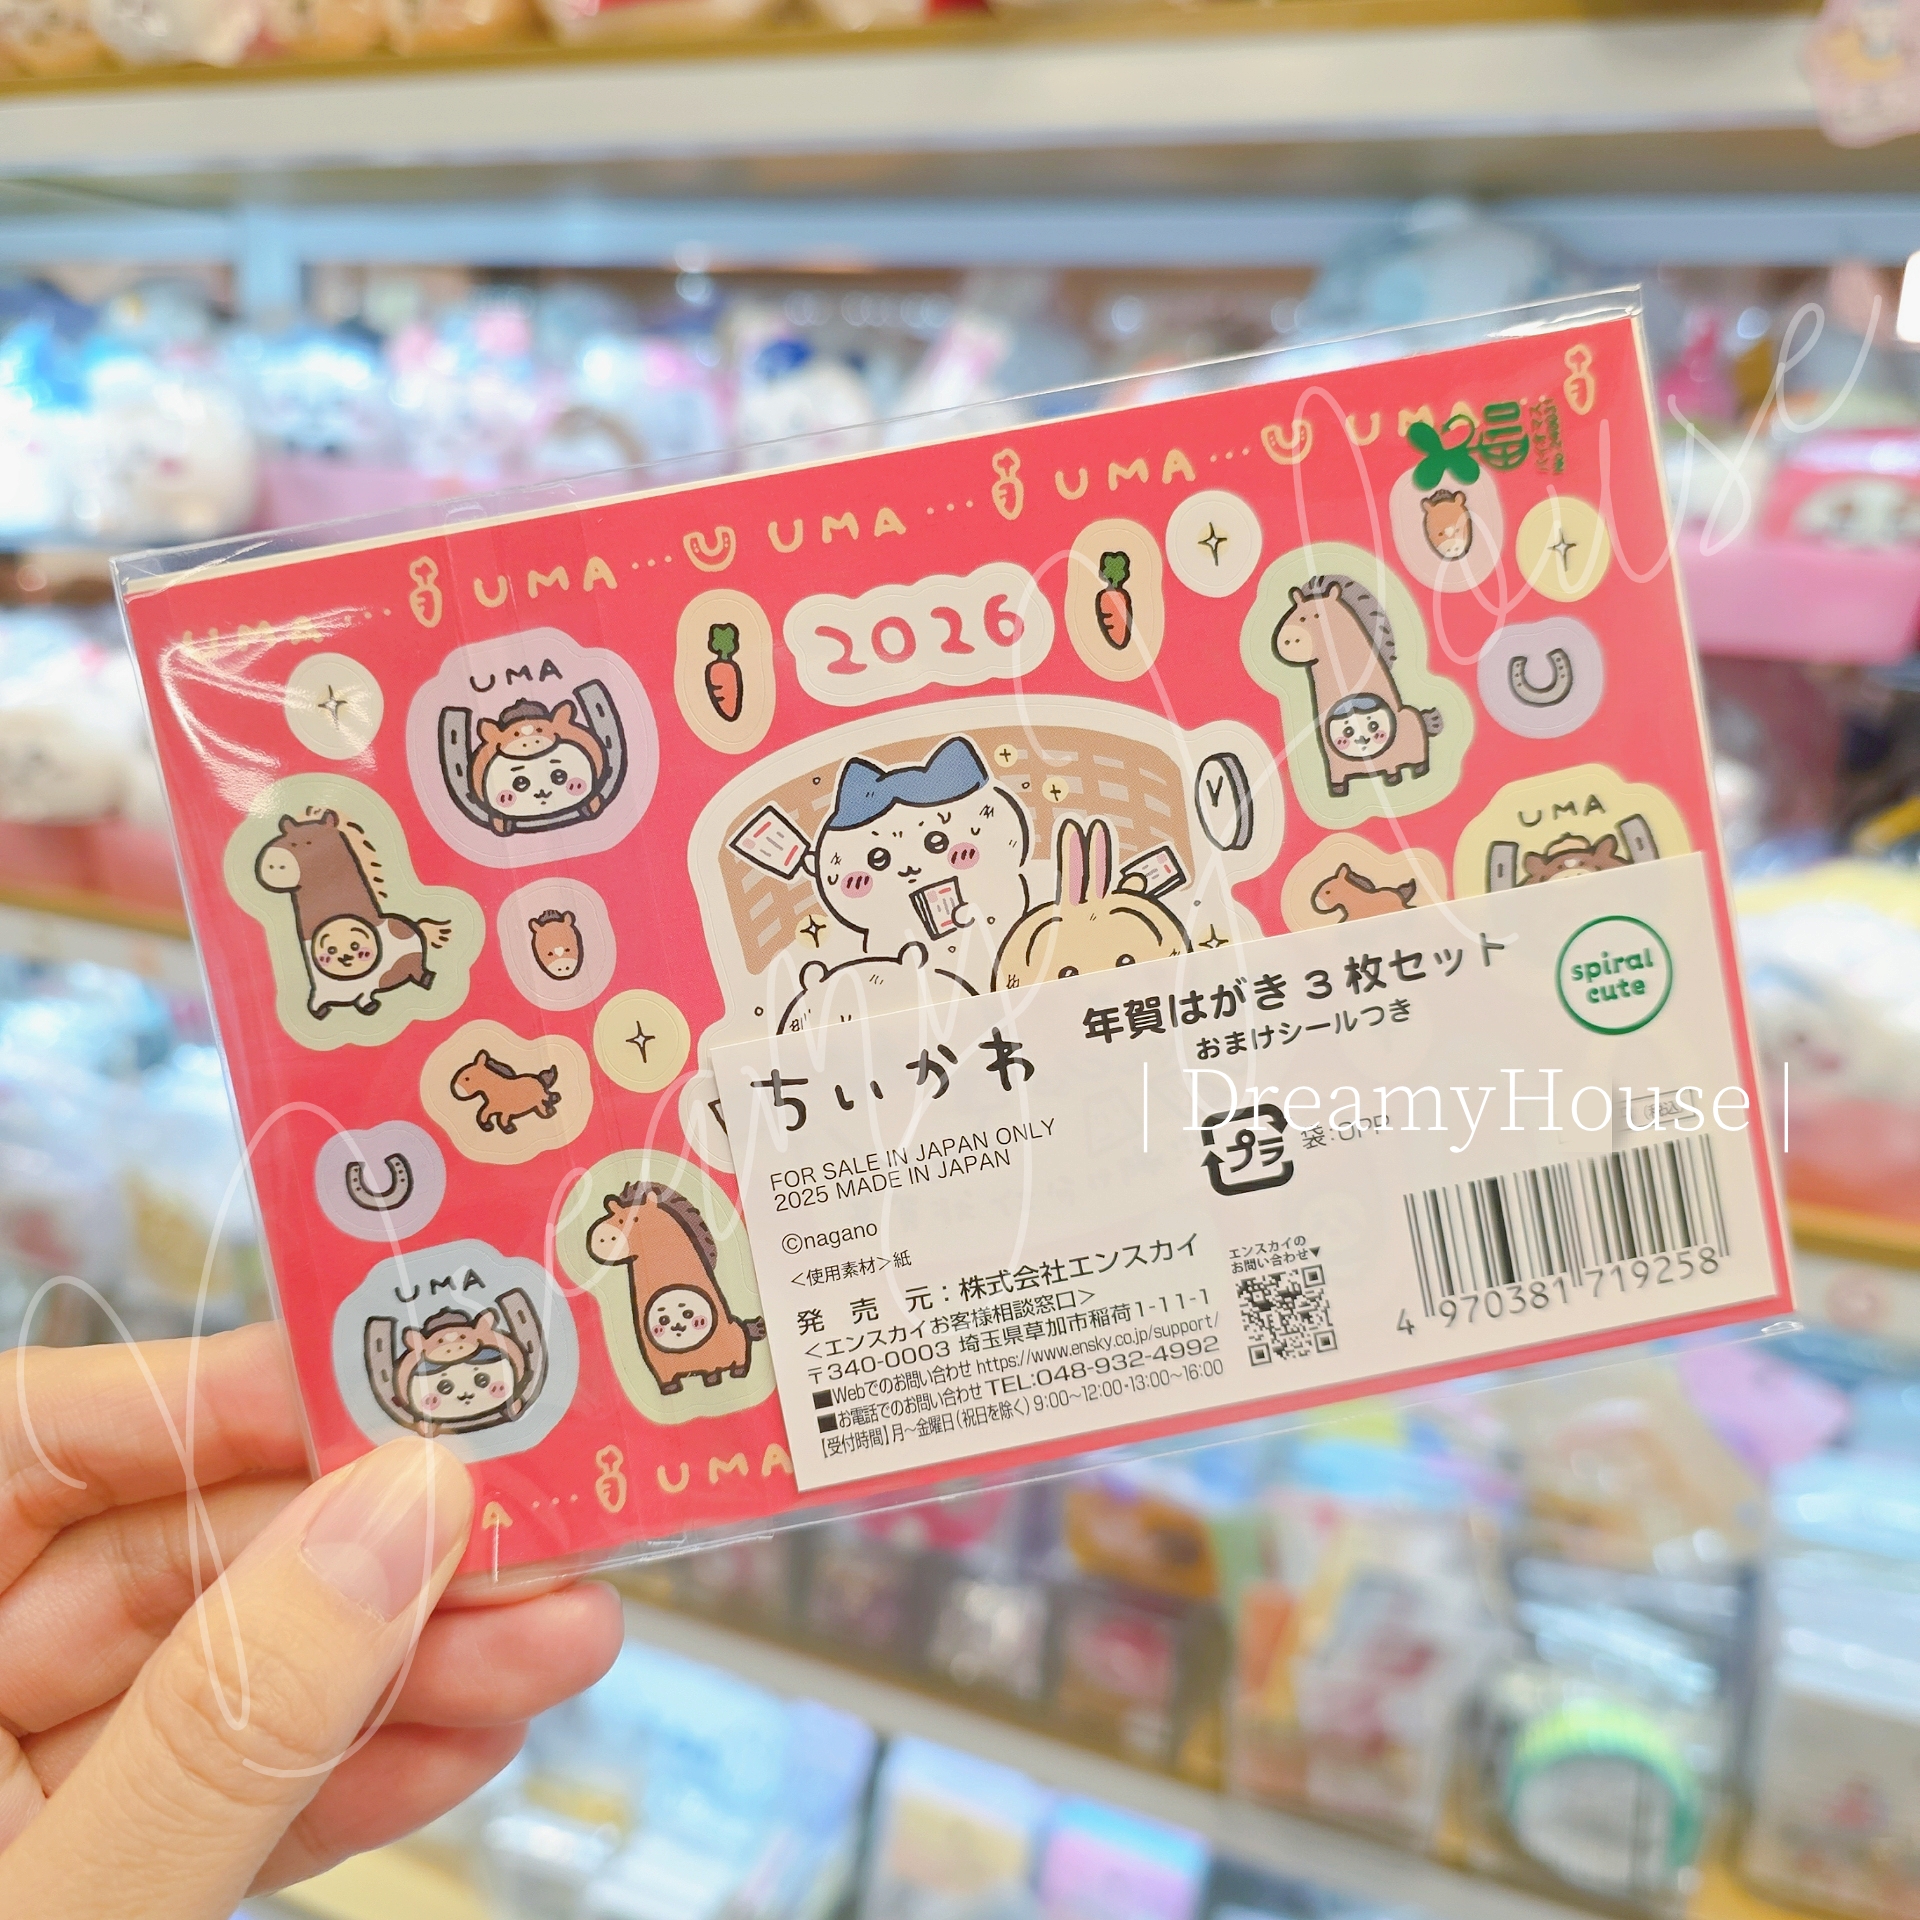 UMA … UMA … UMA … UMA
UMA
2026
UMA
UMA
UMA
福
spiral
cute
年賀はがき3枚セット
おまけシールつき
ちいかわ
FOR SALE IN JAPAN ONLY
2025 MADE IN JAPAN
©nagano
<使用素材>紙
プラ
袋:OPP
発 売 元:株式会社エンスカイ
<エンスカイお客様相談窓口>
〒340-0003 埼玉県草加市稲荷1-11-1
■Webでのお問い合わせ https://www.ensky.co.jp/support/
■お電話でのお問い合わせ TEL:048-932-4992
【受付時間】月～金曜日(祝日を除く) 9:00～12:00・13:00～16:00
エンスカイの
お問い合わせ▼
4 970381 719258
| DreamyHouse |
Dreamy House